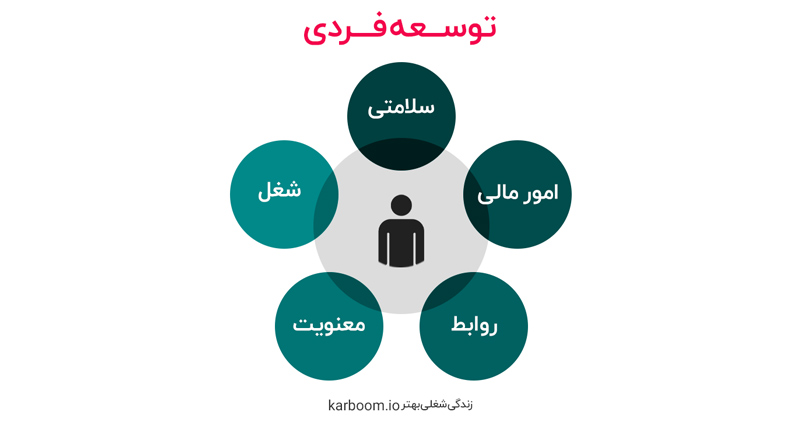 توسعه فردی
سلامتی
امور مالی
شغل
روابط
معنویت
زندگی شغلی بهتر karboom.io